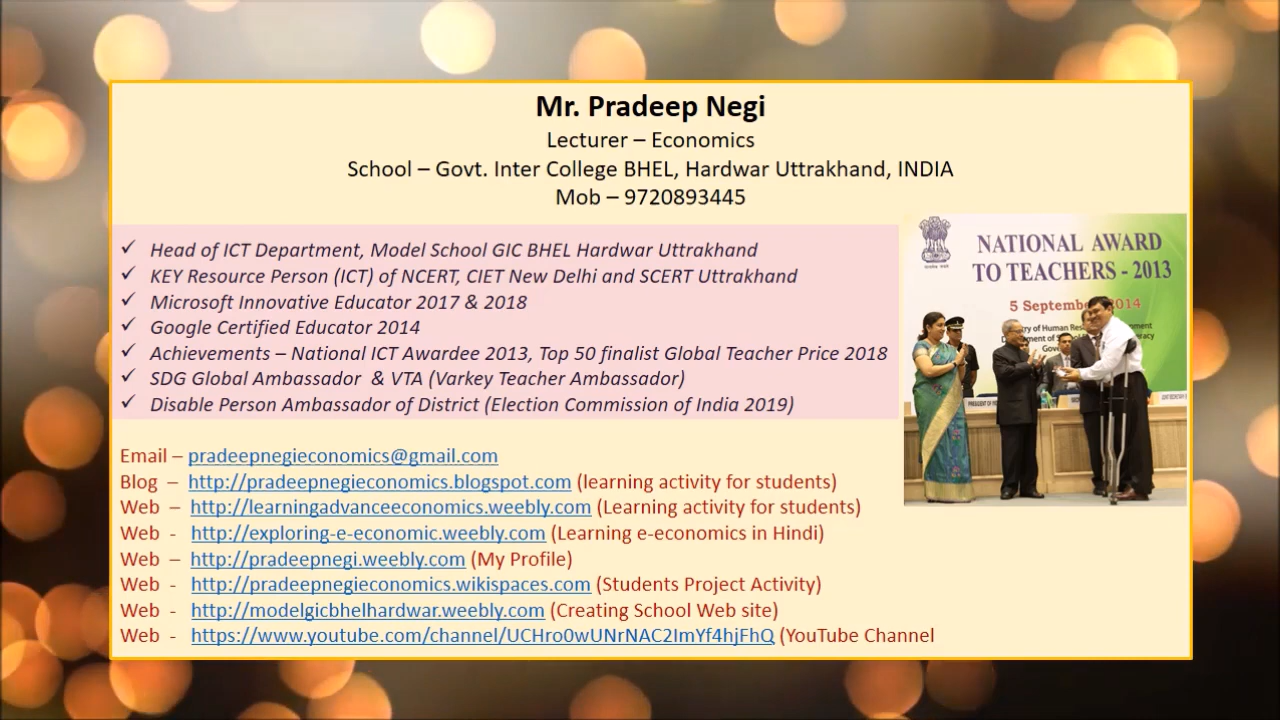 Mr. Pradeep Negi
Lecturer – Economics
School – Govt. Inter College BHEL, Hardwar Uttrakhand, INDIA
Mob – 9720893445
✓ Head of ICT Department, Model School GIC BHEL Hardwar Uttrakhand
✓ KEY Resource Person (ICT) of NCERT, CIET New Delhi and SCERT Uttrakhand
✓ Microsoft Innovative Educator 2017 & 2018
✓ Google Certified Educator 2014
✓ Achievements – National ICT Awardee 2013, Top 50 finalist Global Teacher Price 2018
✓ SDG Global Ambassador & VTA (Varkey Teacher Ambassador)
✓ Disable Person Ambassador of District (Election Commission of India 2019)
NATIONAL AWARD
TO TEACHERS - 2013
5 September 2014
Ministry of Human
Department of
Email – pradeepnegieconomics@gmail.com
Blog – http://pradeepnegieconomics.blogspot.com (learning activity for students)
Web – http://learningadvanceeconomics.weebly.com (Learning activity for students)
Web - http://exploring-e-economic.weebly.com (Learning e-economics in Hindi)
Web – http://pradeepnegi.weebly.com (My Profile)
Web - http://pradeepnegieconomics.wikispaces.com (Students Project Activity)
Web - http://modelgicbhelhardwar.weebly.com (Creating School Web site)
Web - https://www.youtube.com/channel/UCHro0wUNrNAC2ImYf4hjFhQ (YouTube Channel